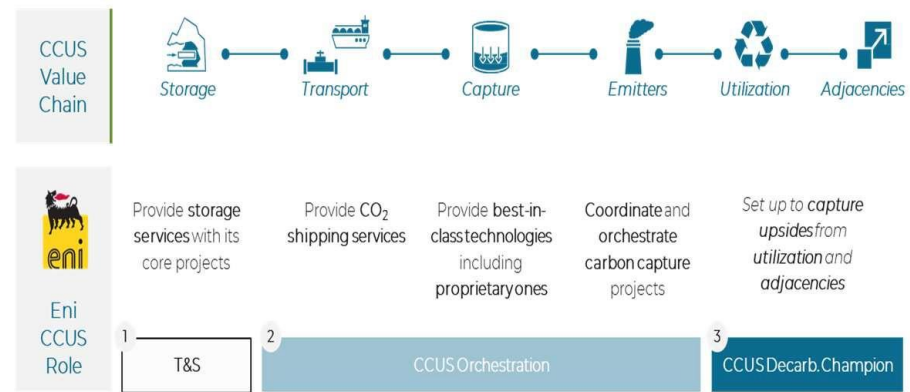 CCUS
Value
Chain
Storage
Transport
Capture
Emitters
Utilization
Adjacencies
eni
Eni
CCUS
Role
Provide storage
services with its
core projects
Provide CO2
shipping services
Provide best-in-
class technologies
including
proprietary ones
Coordinate and
orchestrate
carbon capture
projects
Set up to capture
upsides from
utilization and
adjacencies
1
T&S
2
CCUS Orchestration
3
CCUS Decarb. Champion